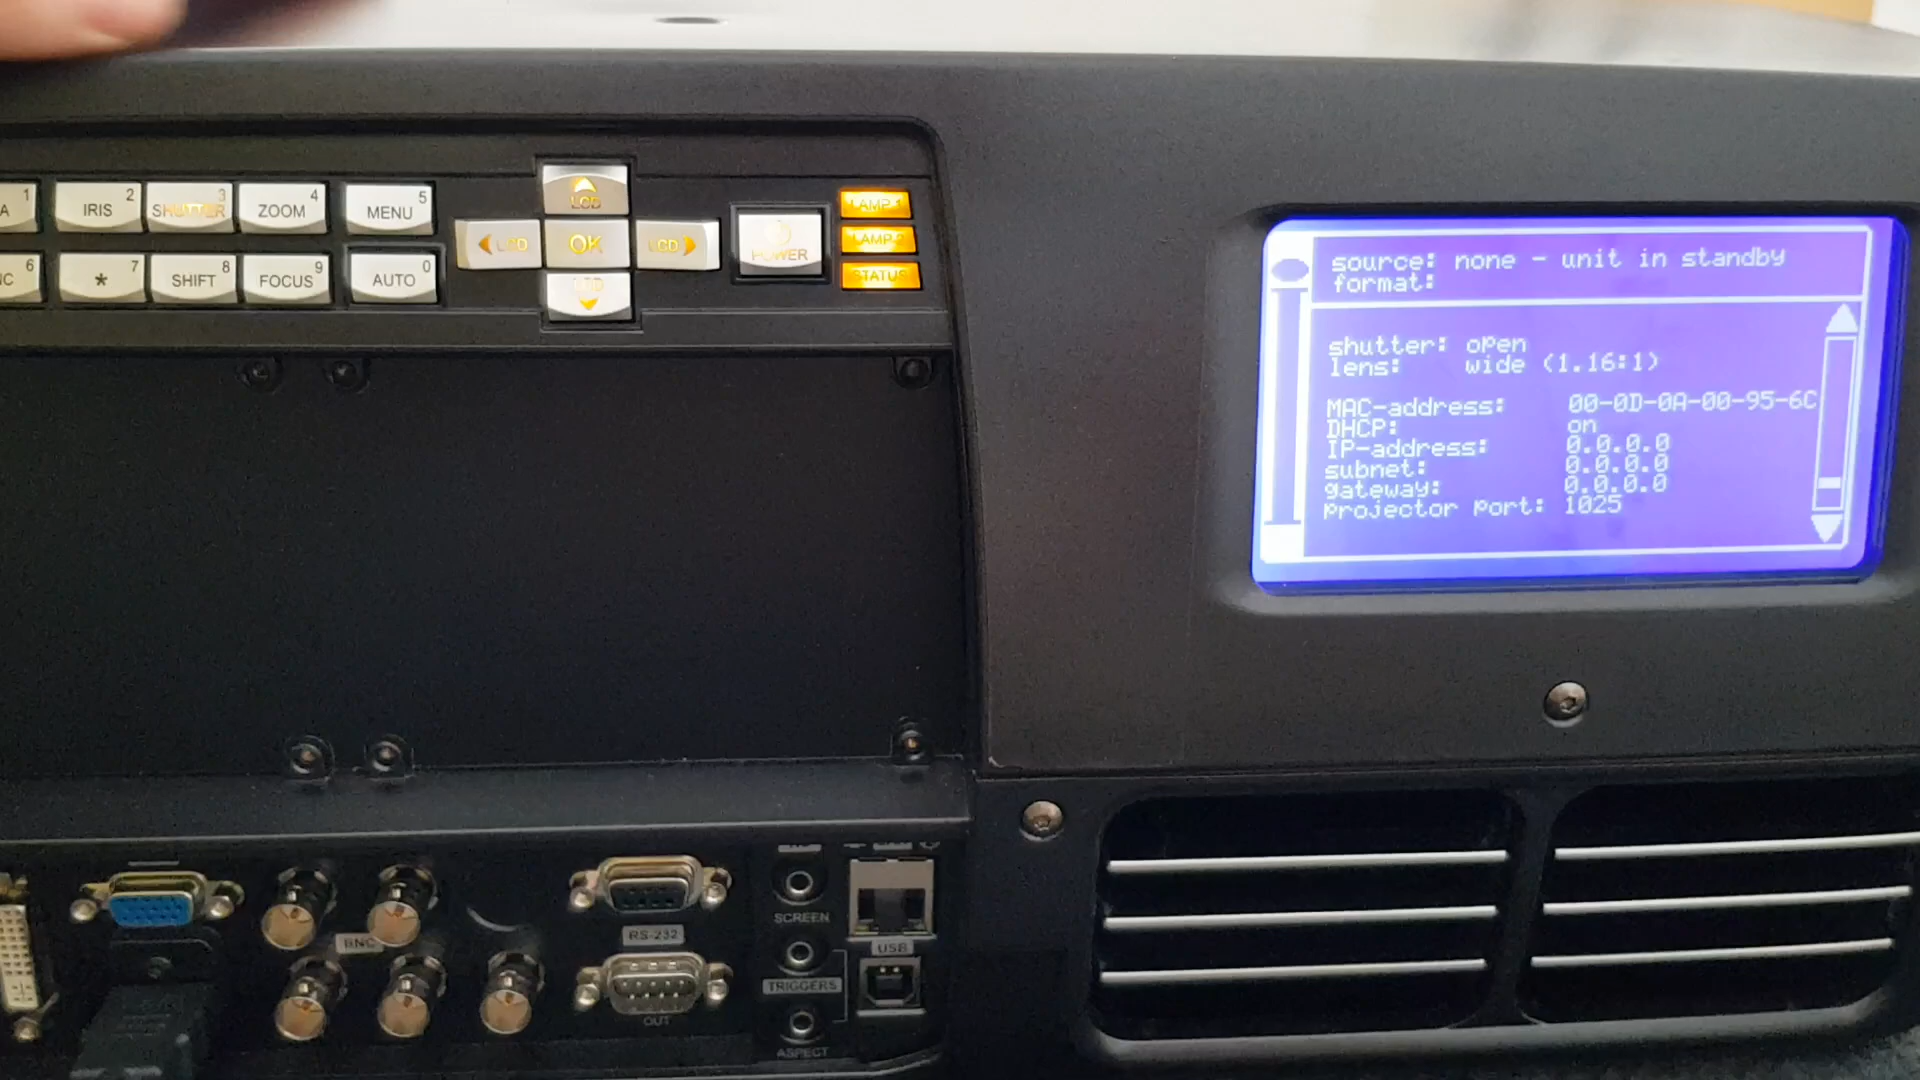 A 1
IRIS 2
SHUTTER 3
ZOOM 4
MENU 5
LCD
LCD
OK
LCD
LCD
POWER
LAMP 1
LAMP 2
STATUS
NC 6
* 7
SHIFT 8
FOCUS 9
AUTO 0
source: none - unit in standby
format:
shutter: open
lens: wide (1.16:1)
MAC-address: 00-0D-0A-00-95-6C
DHCP: on
IP-address: 0.0.0.0
subnet: 0.0.0.0
gateway: 0.0.0.0
projector port: 1025
BNC
RS-232
OUT
SCREEN
TRIGGERS
ASPECT
USB